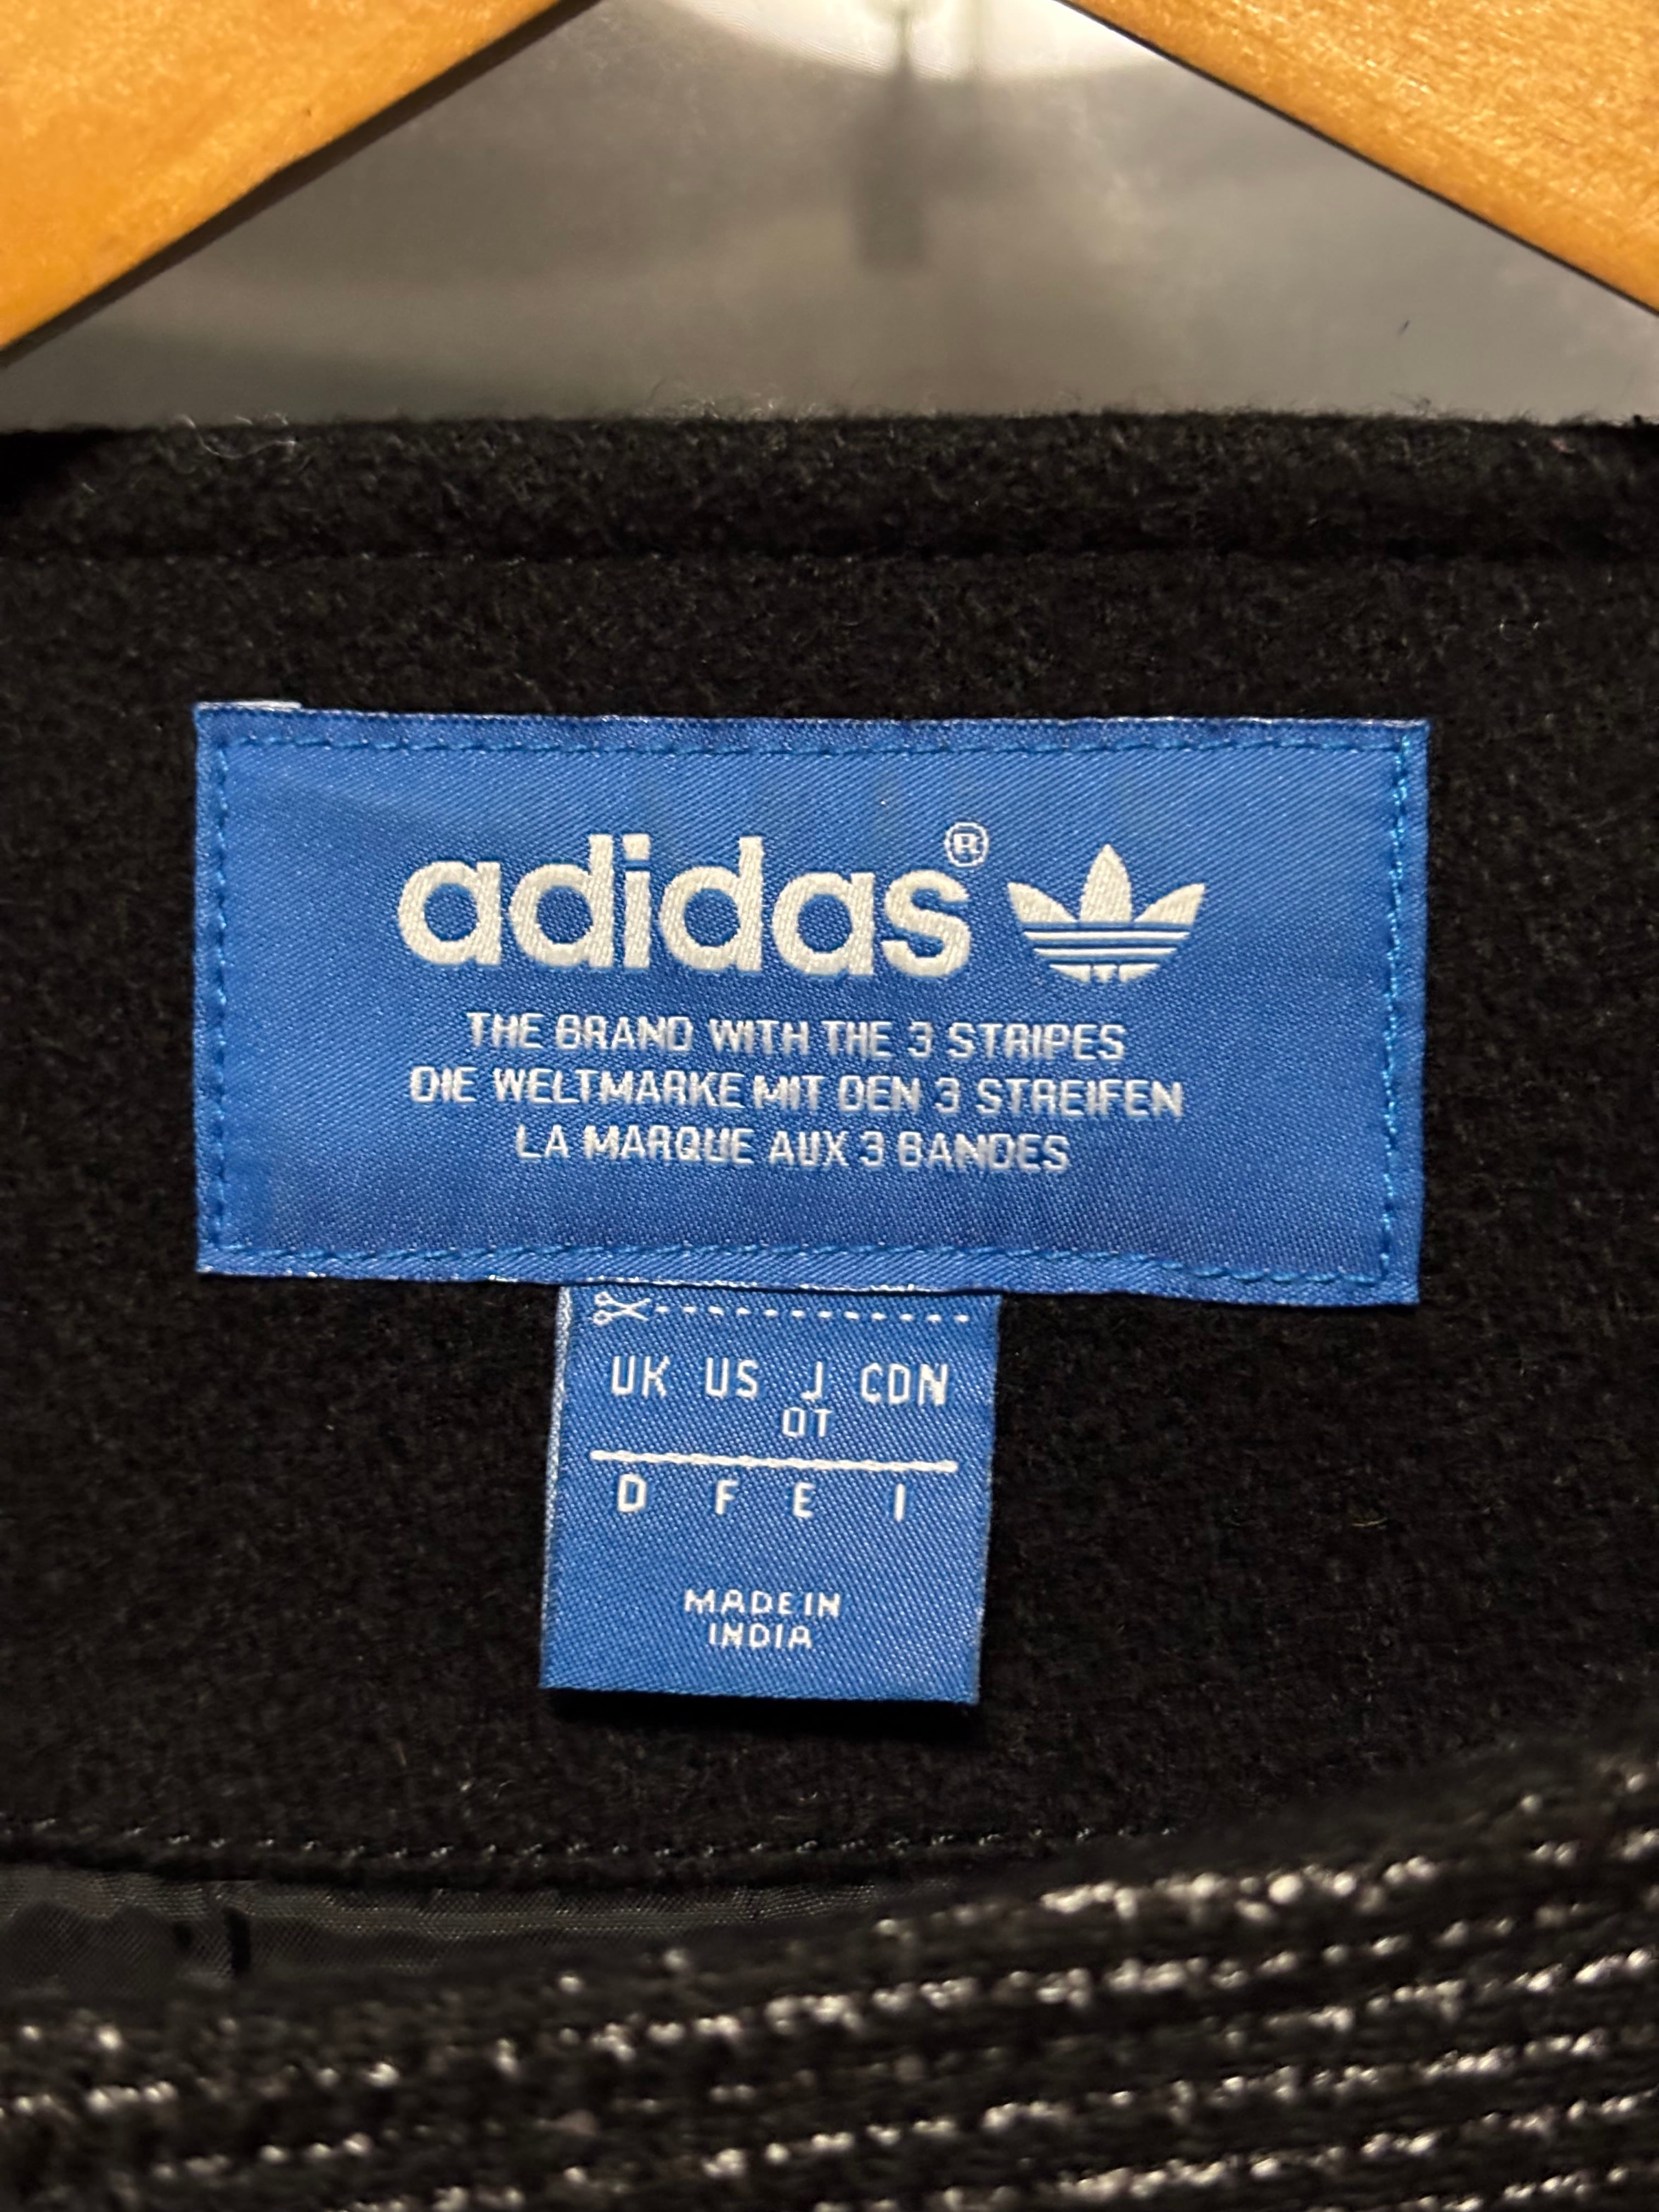 adidas®
THE BRAND WITH THE 3 STRIPES
DIE WELTMARKE MIT DEN 3 STREIFEN
LA MARQUE AUX 3 BANDES
UK US J CDN
OT
D F E I
MADE IN
INDIA